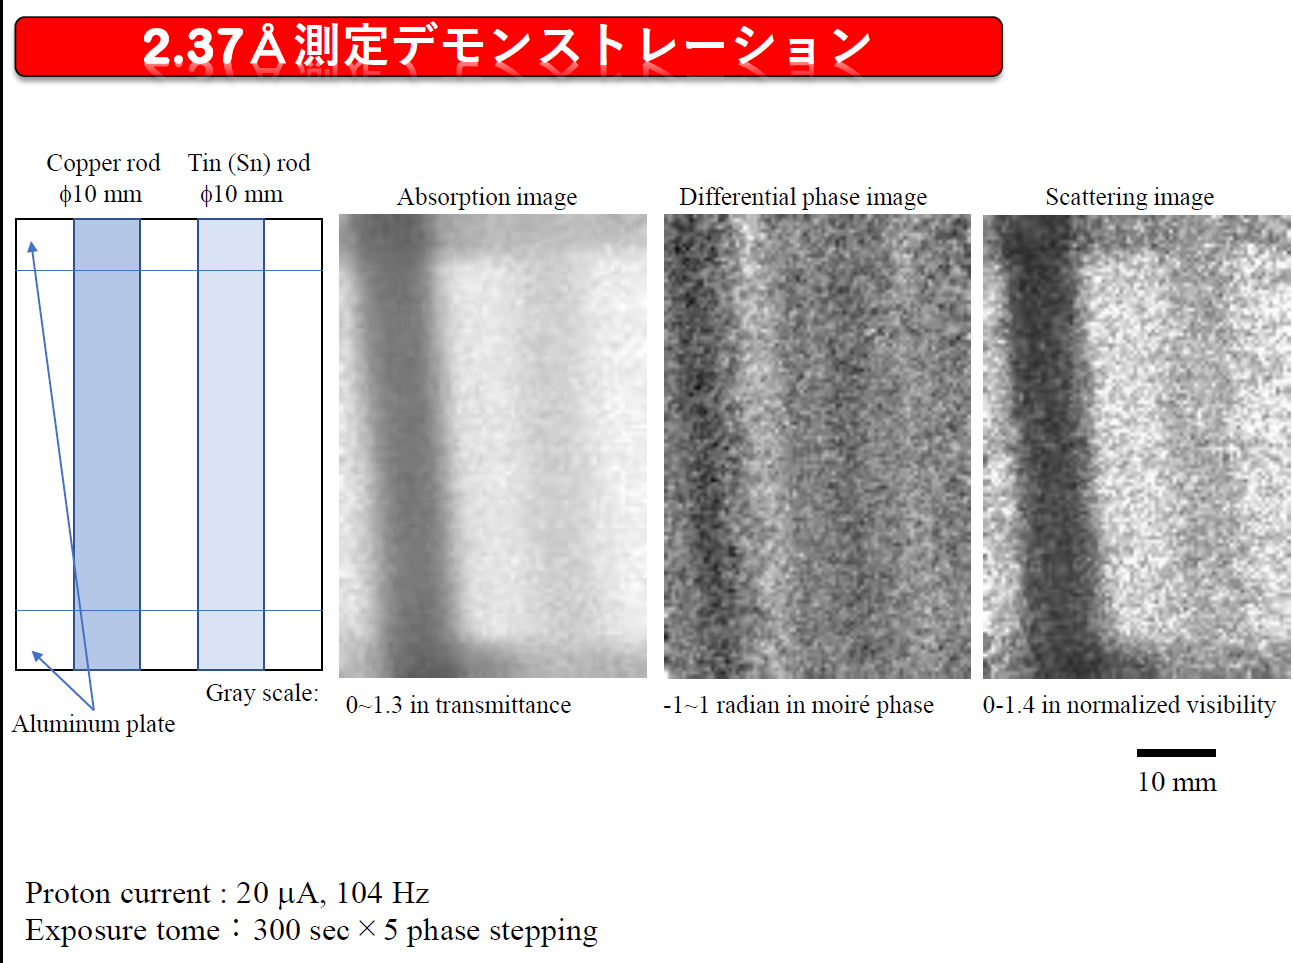 2.37Å測定デモンストレーション
Copper rod
ϕ10 mm
Tin (Sn) rod
ϕ10 mm
Absorption image
Differential phase image
Scattering image
Gray scale:
0~1.3 in transmittance
-1~1 radian in moiré phase
0-1.4 in normalized visibility
Aluminum plate
10 mm
Proton current : 20 μA, 104 Hz
Exposure tome：300 sec×5 phase stepping